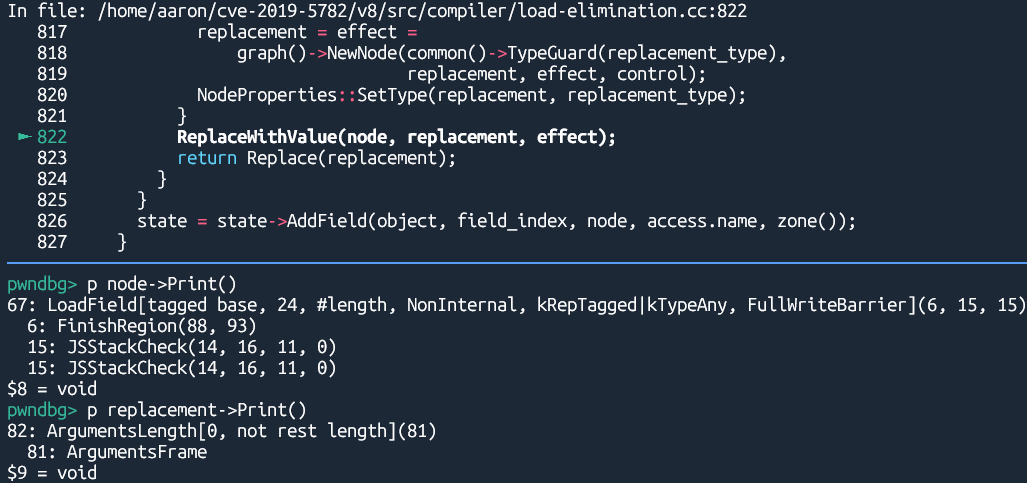 In file: /home/aaron/cve-2019-5782/v8/src/compiler/load-elimination.cc:822
817 replacement = effect =
818 graph()->NewNode(common()->TypeGuard(replacement_type),
819 replacement, effect, control);
820 NodeProperties::SetType(replacement, replacement_type);
821 }
► 822 ReplaceWithValue(node, replacement, effect);
823 return Replace(replacement);
824 }
825 }
826 state = state->AddField(object, field_index, node, access.name, zone());
827 }
pwndbg> p node->Print()
67: LoadField[tagged base, 24, #length, NonInternal, kRepTagged|kTypeAny, FullWriteBarrier](6, 15, 15)
6: FinishRegion(88, 93)
15: JSStackCheck(14, 16, 11, 0)
15: JSStackCheck(14, 16, 11, 0)
$8 = void
pwndbg> p replacement->Print()
82: ArgumentsLength[0, not rest length](81)
81: ArgumentsFrame
$9 = void